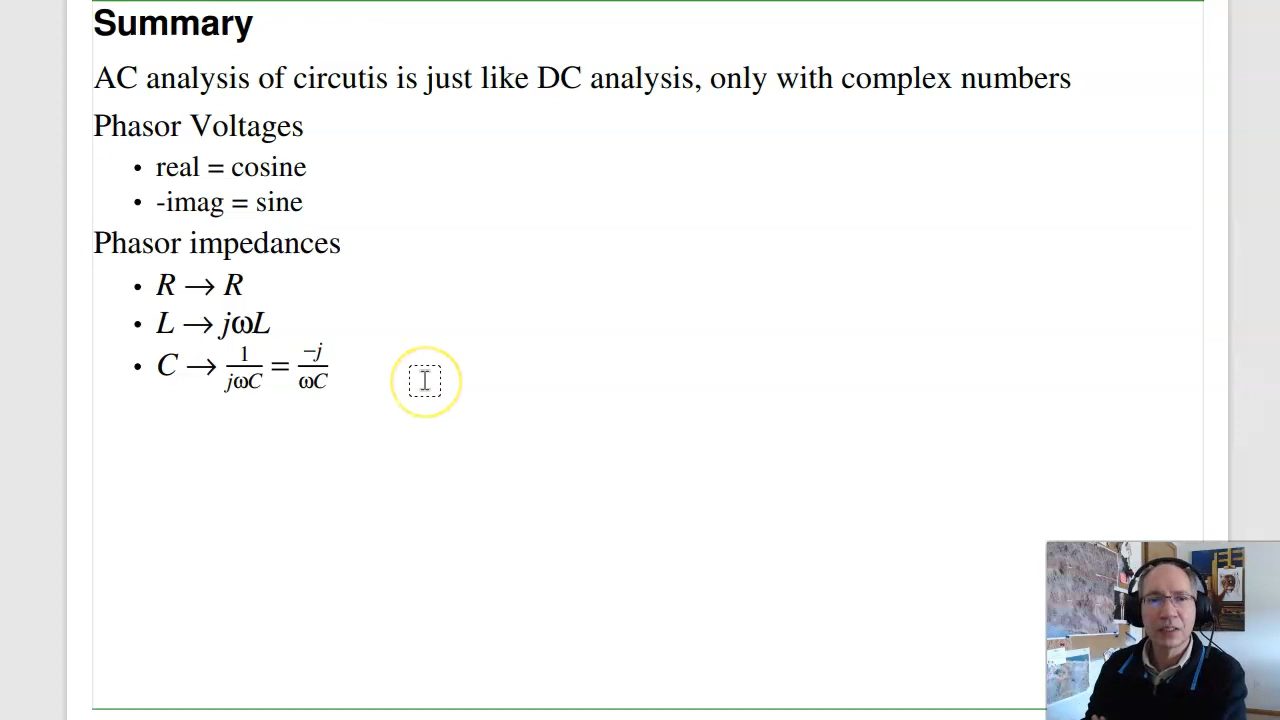 Summary
AC analysis of circutis is just like DC analysis, only with complex numbers
Phasor Voltages
• real = cosine
• -imag = sine
Phasor impedances
• R → R
• L → jωL
• C → 1/jωC = -j/ωC